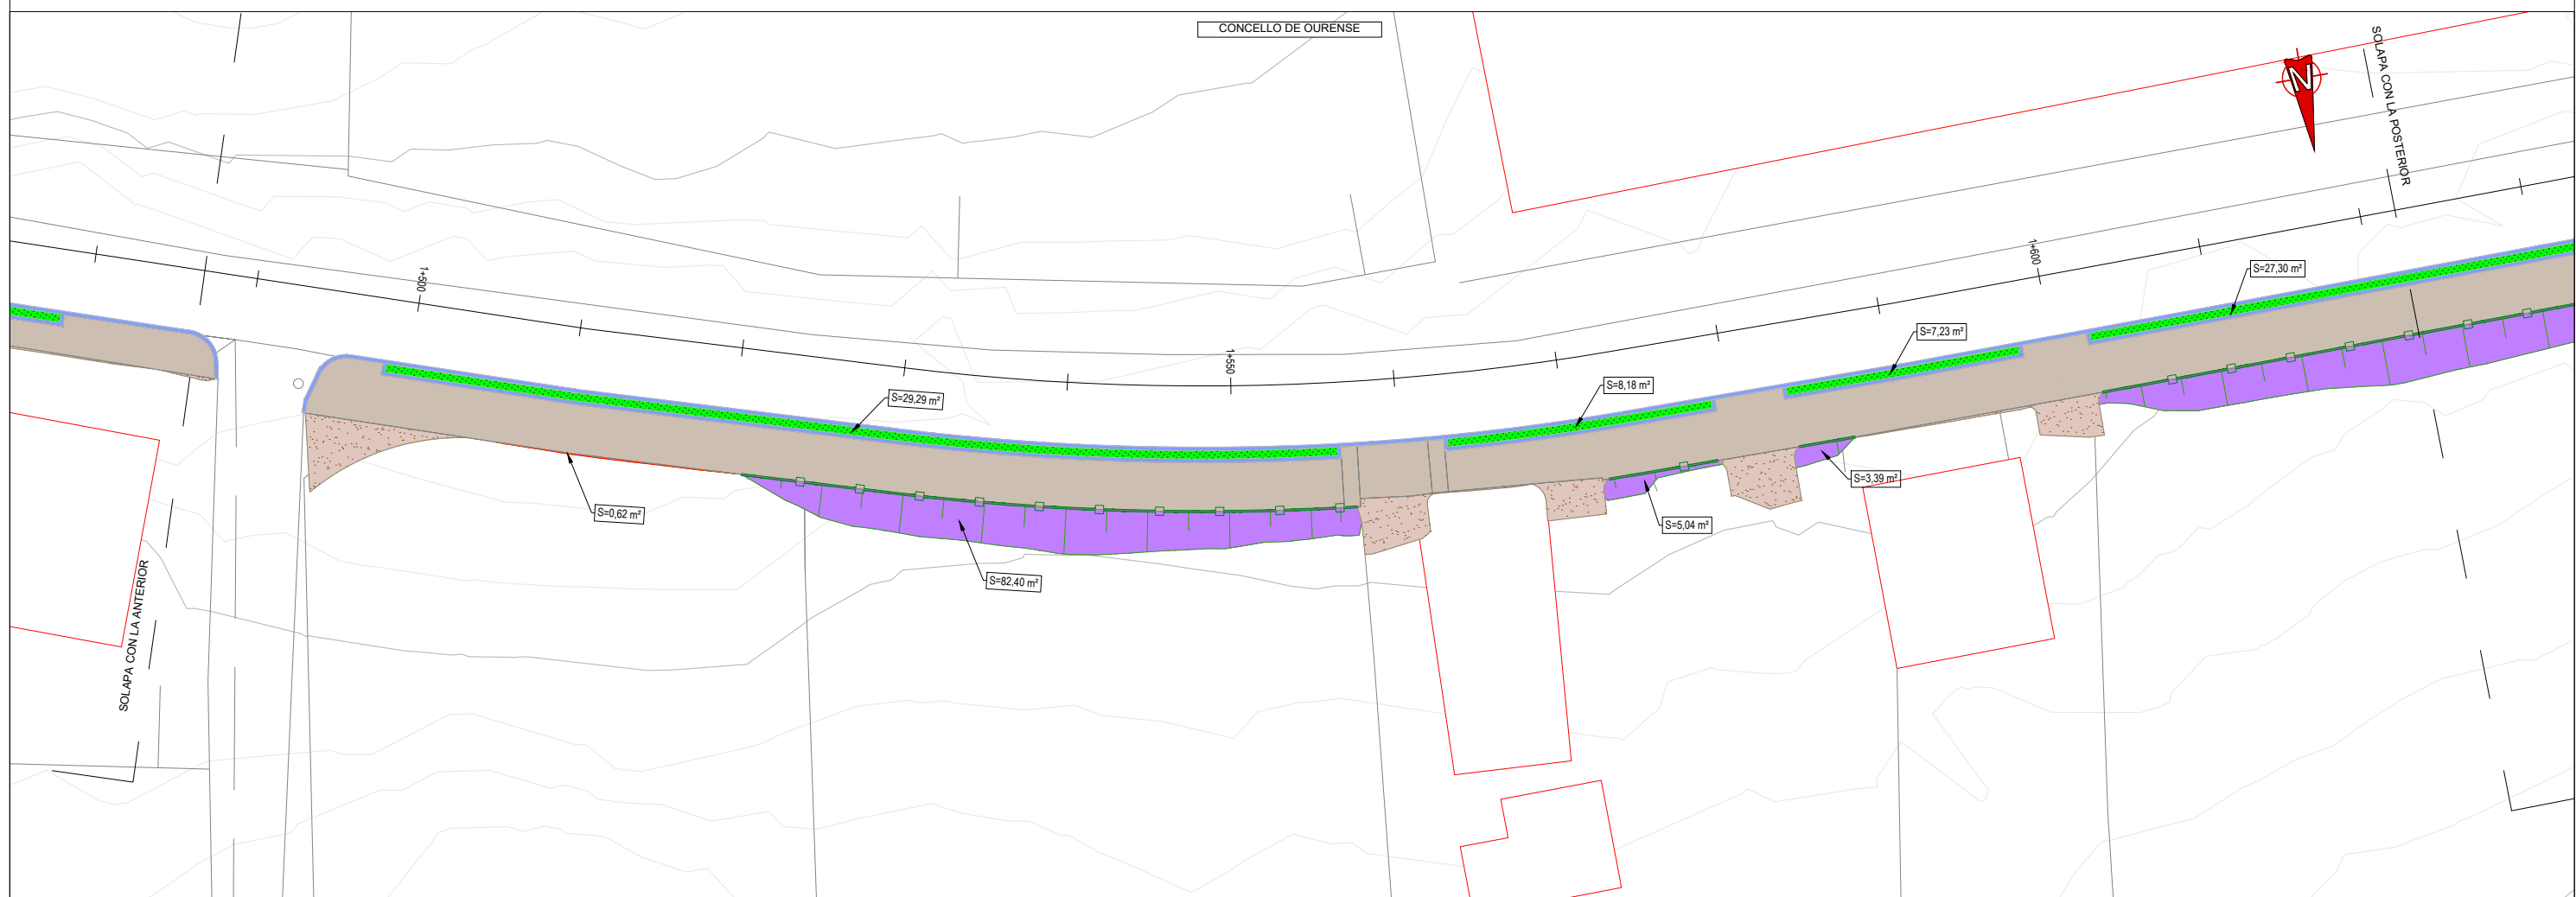 CONCELLO DE OURENSE
SOLAPA CON LA POSTERIOR
N
1+500
1+550
1+600
S=27,30 m²
S=7,23 m²
S=8,18 m²
S=29,29 m²
S=3,39 m²
S=0,62 m²
S=5,04 m²
S=82,40 m²
SOLAPA CON LA ANTERIOR